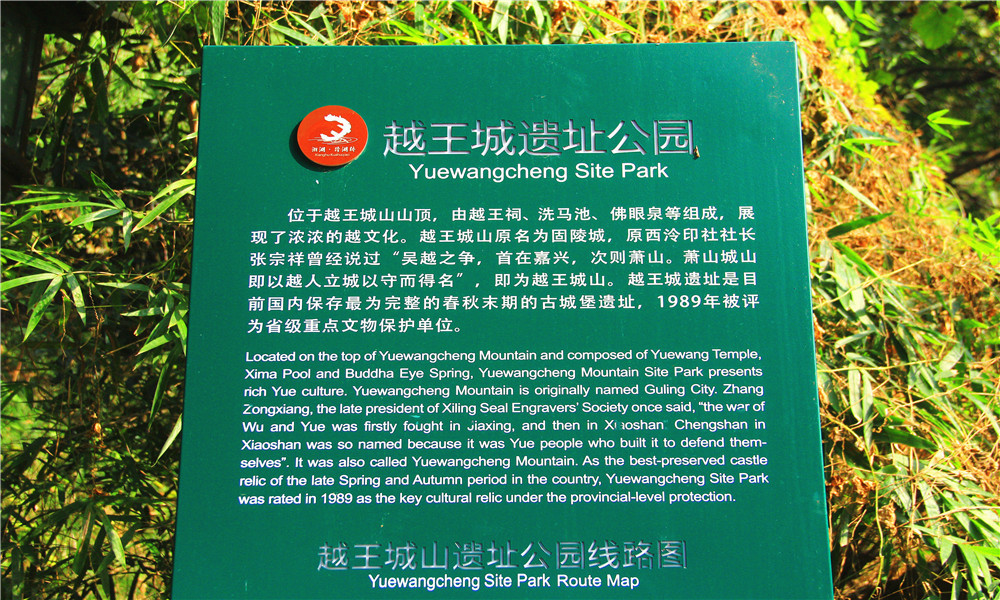 湘湖·跨湖桥
越王城遗址公园
Yuewangcheng Site Park
位于越王城山山顶，由越王祠、洗马池、佛眼泉等组成，展
现了浓浓的越文化。越王城山原名为固陵城，原西泠印社社长
张宗祥曾经说过“吴越之争，首在嘉兴，次则萧山。萧山城山
即以越人立城以守而得名”，即为越王城山。越王城遗址是目
前国内保存最为完整的春秋末期的古城堡遗址，1989年被评
为省级重点文物保护单位。
Located on the top of Yuewangcheng Mountain and composed of Yuewang Temple,
Xima Pool and Buddha Eye Spring, Yuewangcheng Mountain Site Park presents
rich Yue culture. Yuewangcheng Mountain is originally named Guling City. Zhang
Zongxiang, the late president of Xiling Seal Engravers' Society once said, "the war of
Wu and Yue was firstly fought in Jiaxing, and then in Xiaoshan. Chengshan in
Xiaoshan was so named because it was Yue people who built it to defend them-
selves". It was also called Yuewangcheng Mountain. As the best-preserved castle
relic of the late Spring and Autumn period in the country, Yuewangcheng Site Park
was rated in 1989 as the key cultural relic under the provincial-level protection.
越王城山遗址公园线路图
Yuewangcheng Site Park Route Map